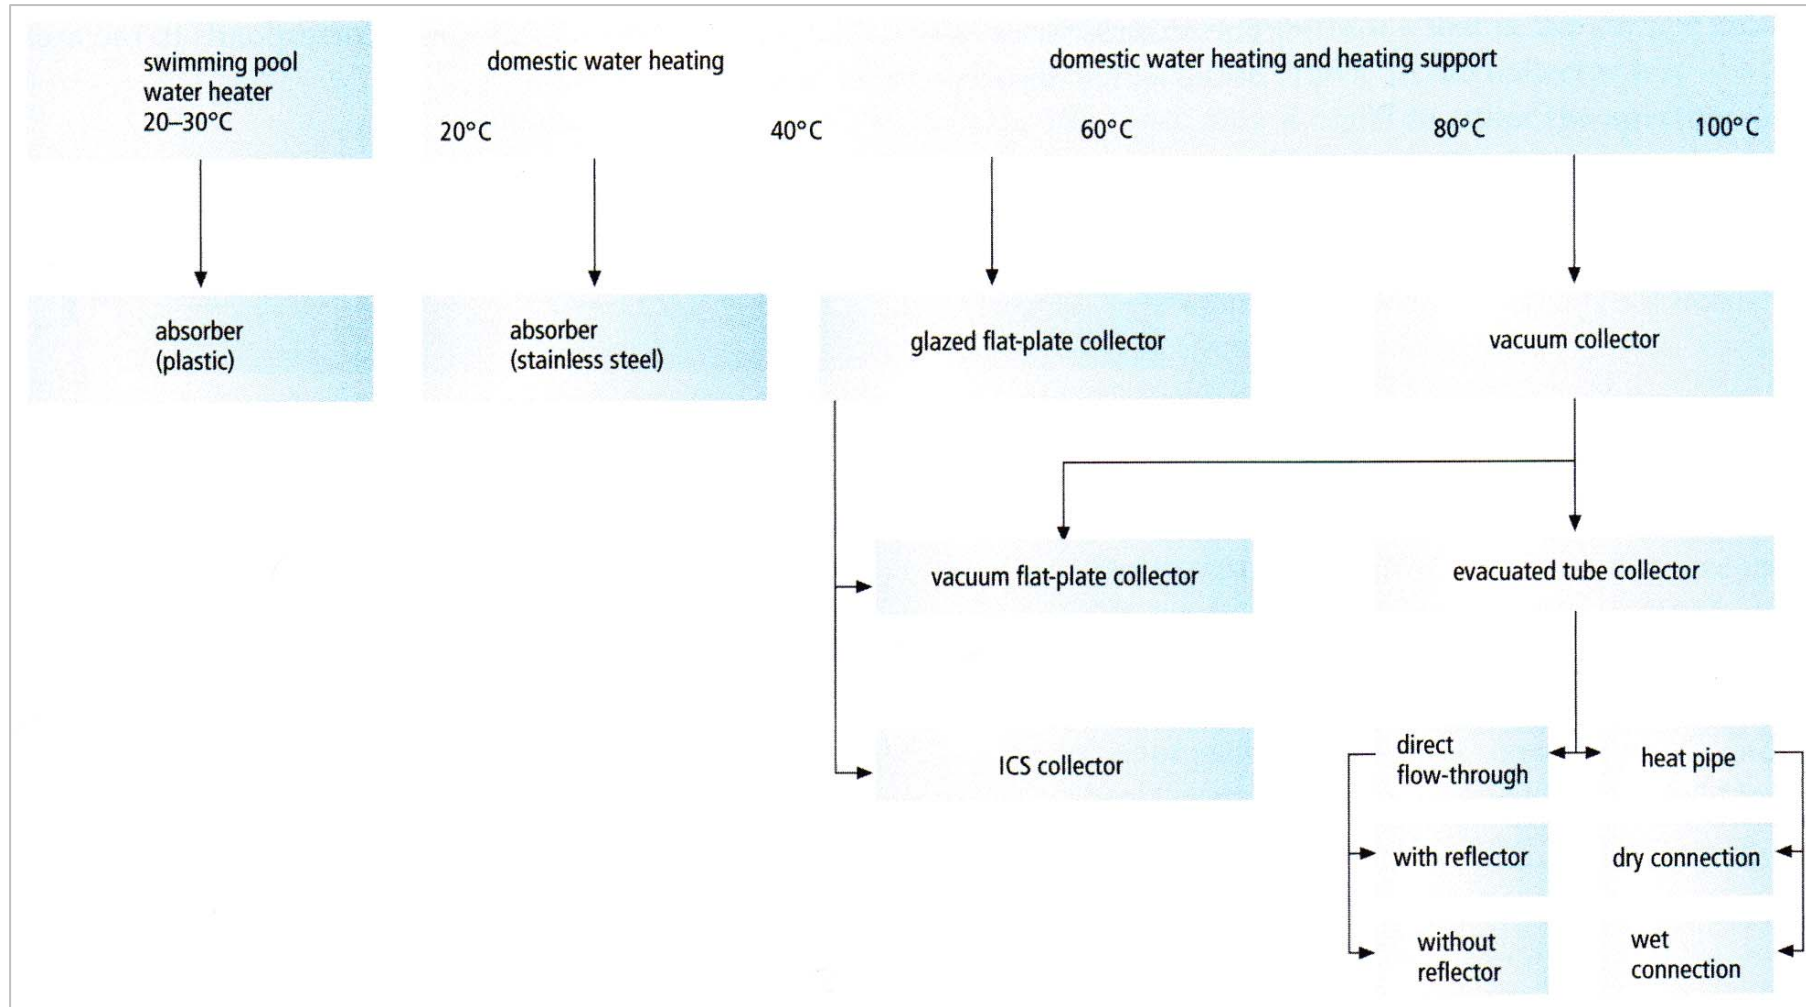 swimming pool
water heater
20–30°C
domestic water heating
20°C
40°C
domestic water heating and heating support
60°C
80°C
100°C
absorber
(plastic)
absorber
(stainless steel)
glazed flat-plate collector
vacuum collector
vacuum flat-plate collector
evacuated tube collector
ICS collector
direct
flow-through
heat pipe
with reflector
dry connection
without
reflector
wet
connection